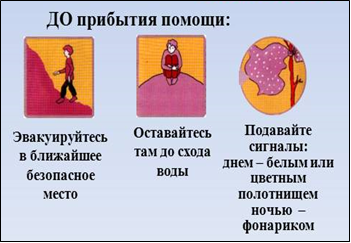 ДО прибытия помощи:
Эвакуируйтесь
в ближайшее
безопасное
место
Оставайтесь
там до схода
воды
Подавайте
сигналы:
днем – белым или
цветным
полотнищем
ночью –
фонариком